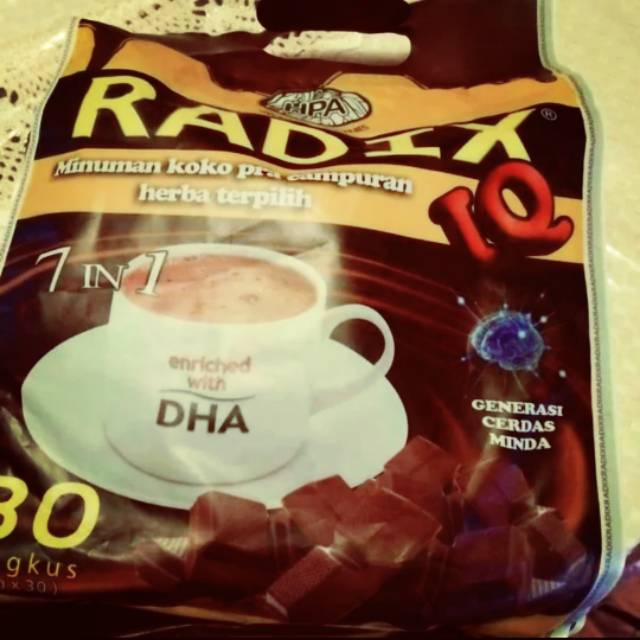 HPA
RADIX®
IQ
Minuman koko pra campuran
herba terpilih
7 IN 1
enriched
with
DHA
GENERASI
CERDAS
MINDA
30